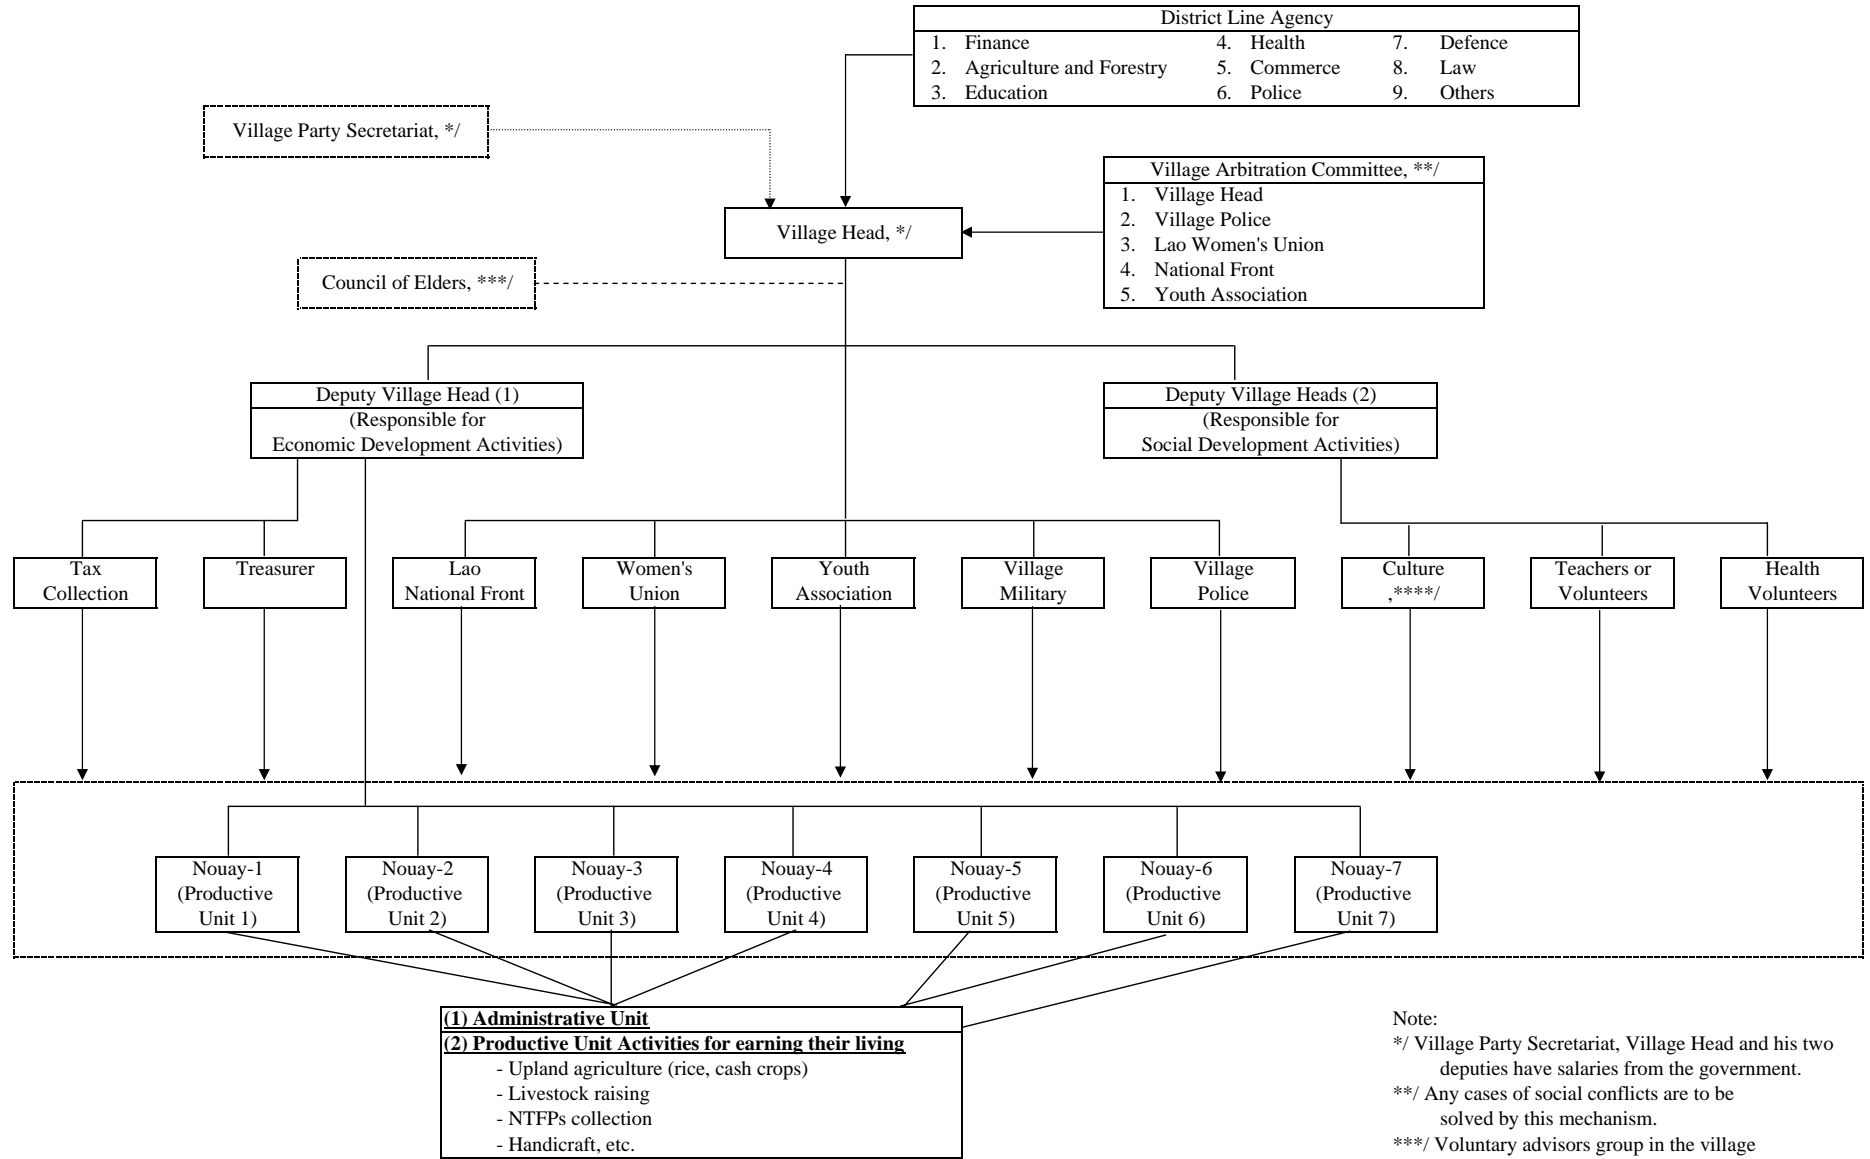 District Line Agency
1. Finance
2. Agriculture and Forestry
3. Education
4. Health
5. Commerce
6. Police
7. Defence
8. Law
9. Others
Village Party Secretariat, */
Village Arbitration Committee, **/
1. Village Head
2. Village Police
3. Lao Women's Union
4. National Front
5. Youth Association
Village Head, */
Council of Elders, ***/
Deputy Village Head (1)
(Responsible for
Economic Development Activities)
Deputy Village Heads (2)
(Responsible for
Social Development Activities)
Tax
Collection
Treasurer
Lao
National Front
Women's
Union
Youth
Association
Village
Military
Village
Police
Culture
,****/
Teachers or
Volunteers
Health
Volunteers
Nouay-1
(Productive
Unit 1)
Nouay-2
(Productive
Unit 2)
Nouay-3
(Productive
Unit 3)
Nouay-4
(Productive
Unit 4)
Nouay-5
(Productive
Unit 5)
Nouay-6
(Productive
Unit 6)
Nouay-7
(Productive
Unit 7)
(1) Administrative Unit
(2) Productive Unit Activities for earning their living
- Upland agriculture (rice, cash crops)
- Livestock raising
- NTFPs collection
- Handicraft, etc.
Note:
*/ Village Party Secretariat, Village Head and his two
deputies have salaries from the government.
**/ Any cases of social conflicts are to be
solved by this mechanism.
***/ Voluntary advisors group in the village